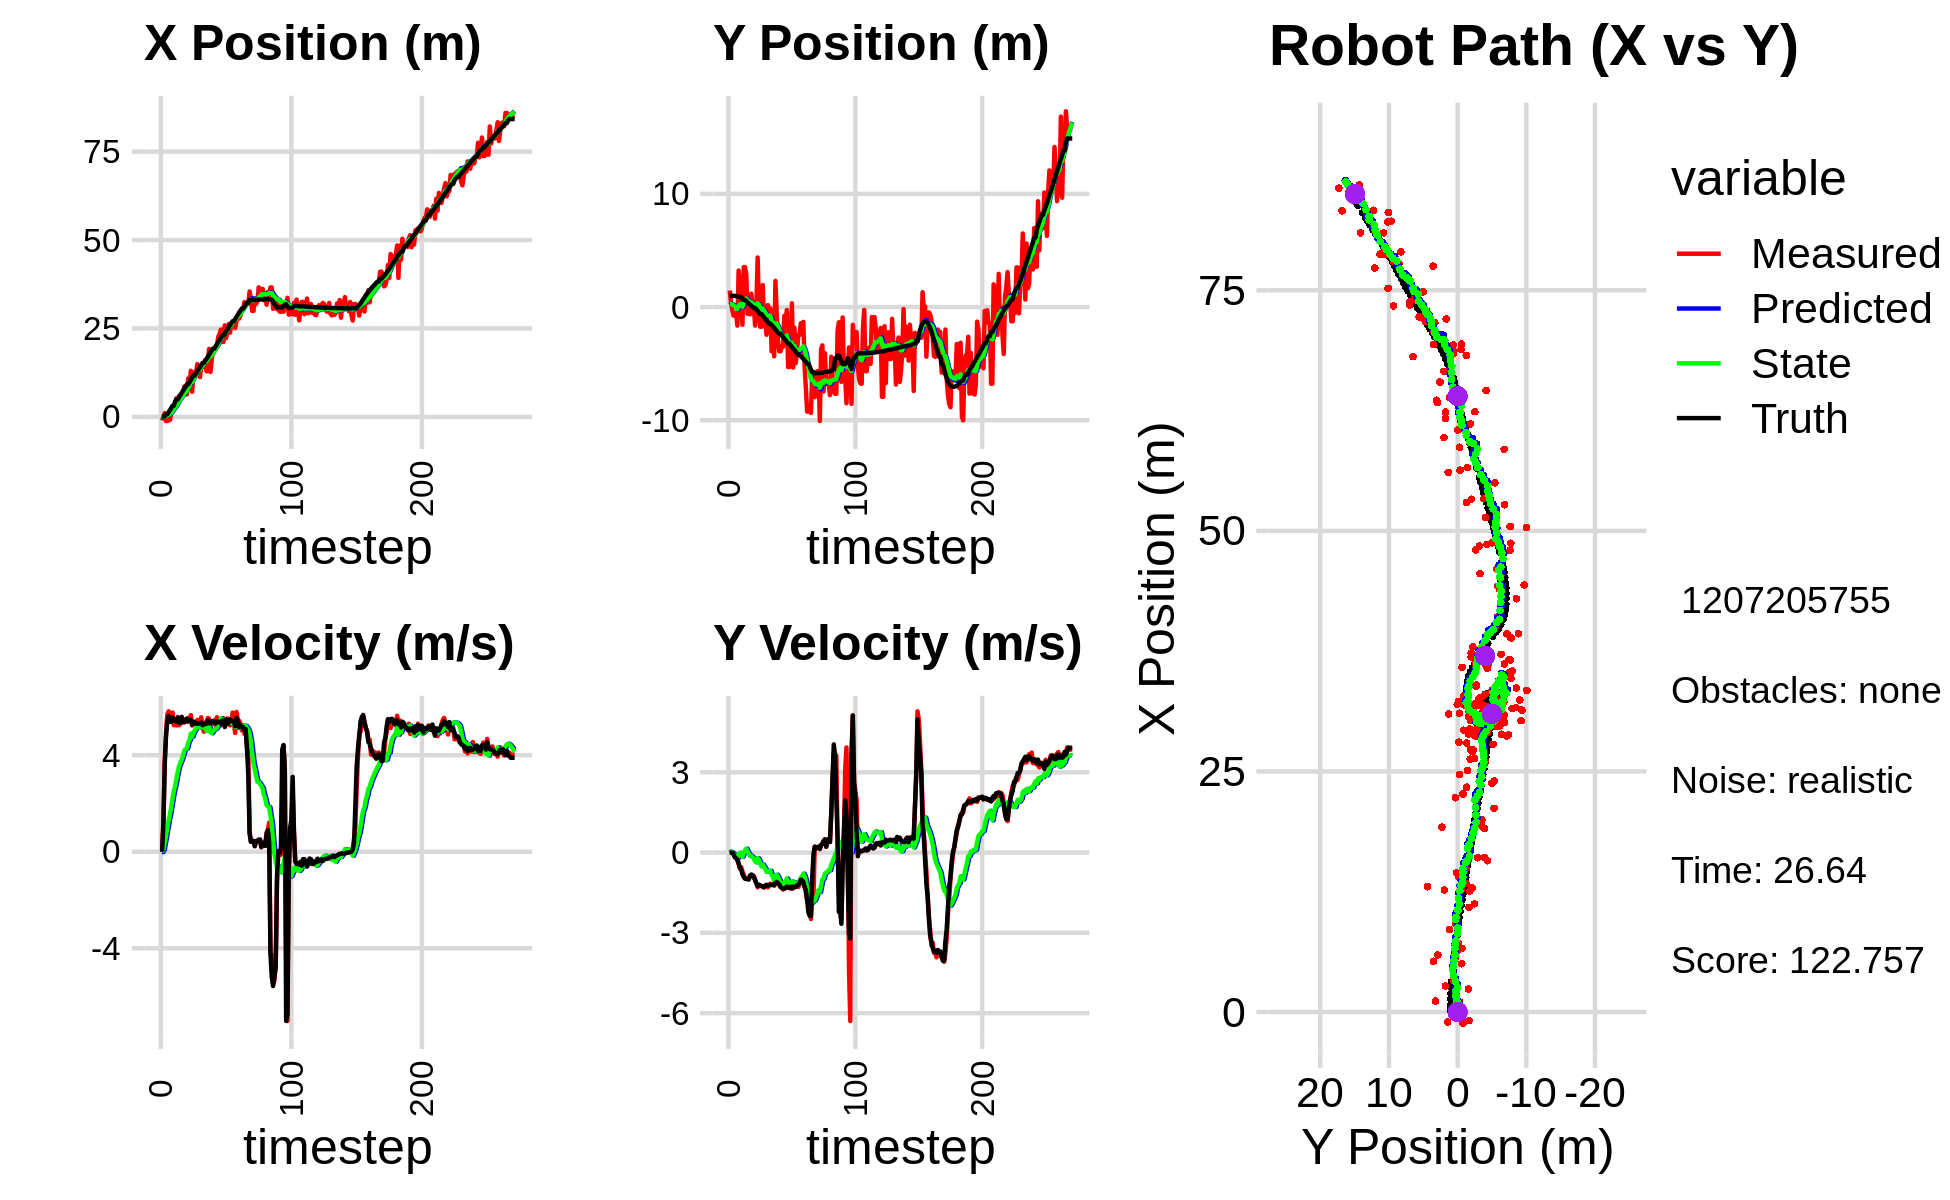 X Position (m)
75
50
25
0
0
100
200
timestep
Y Position (m)
10
0
-10
0
100
200
timestep
X Velocity (m/s)
4
0
-4
0
100
200
timestep
Y Velocity (m/s)
3
0
-3
-6
0
100
200
timestep
Robot Path (X vs Y)
X Position (m)
75
50
25
0
20 10 0 -10 -20
Y Position (m)
variable
Measured
Predicted
State
Truth
1207205755
Obstacles: none
Noise: realistic
Time: 26.64
Score: 122.757